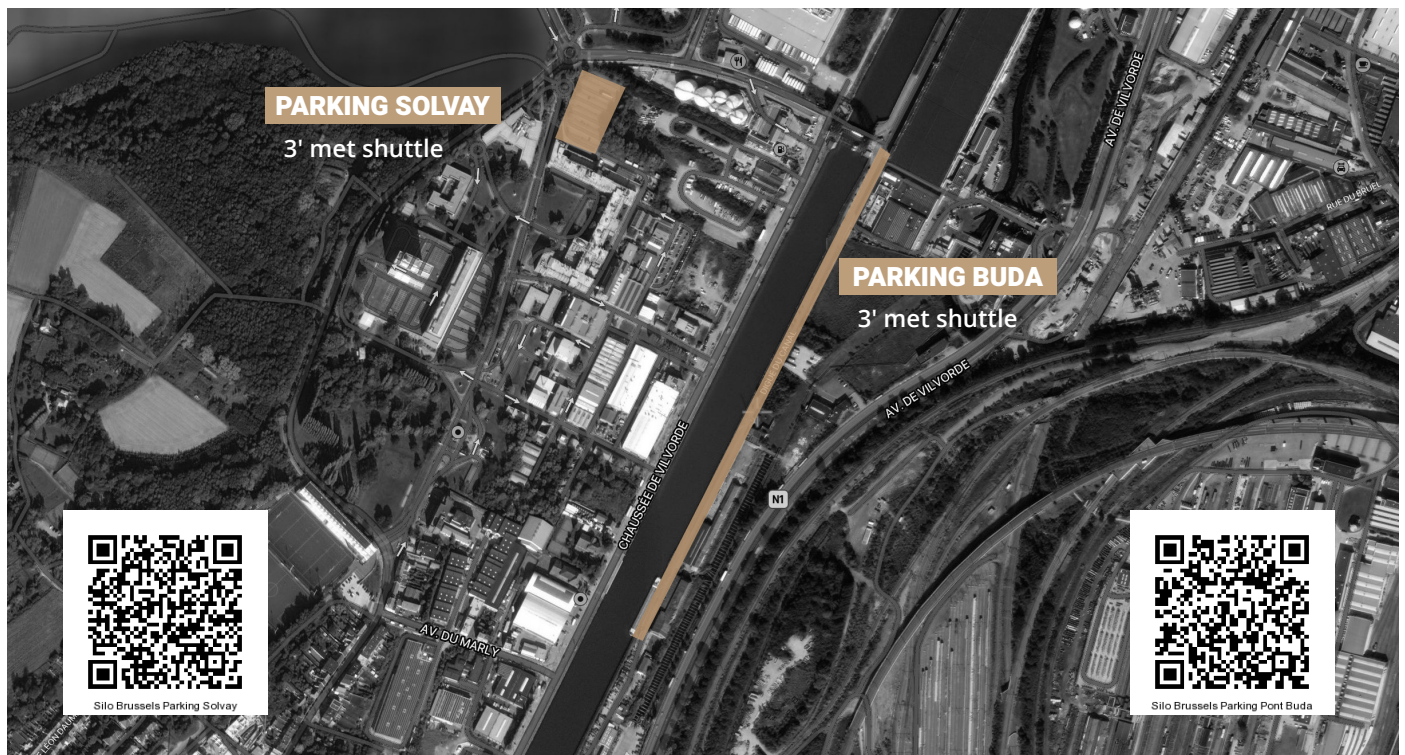 PARKING SOLVAY
3' met shuttle
AV. DE VILVORDE
RUE DU BRUEL
PARKING BUDA
3' met shuttle
AV. DE VILVORDE
CHAUSSÉE DE VILVORDE
N1
AV. DU MARLY
Silo Brussels Parking Solvay
Silo Brussels Parking Pont Buda